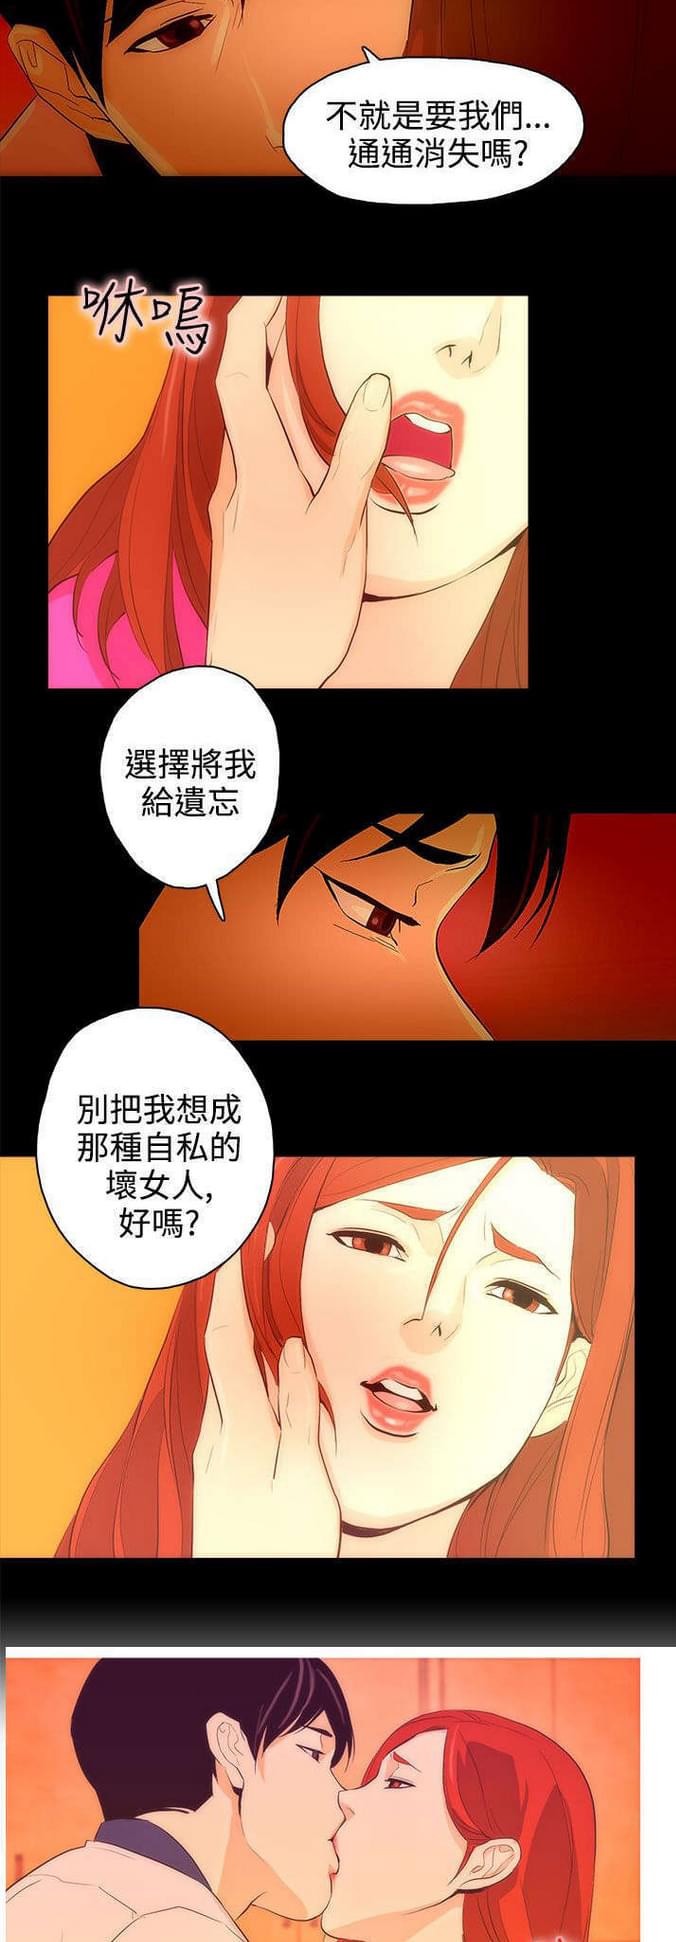 不就是要我們...
通通消失嗎?
咻嗚
選擇將我
給遺忘
別把我想成
那種自私的
壞女人,
好嗎?